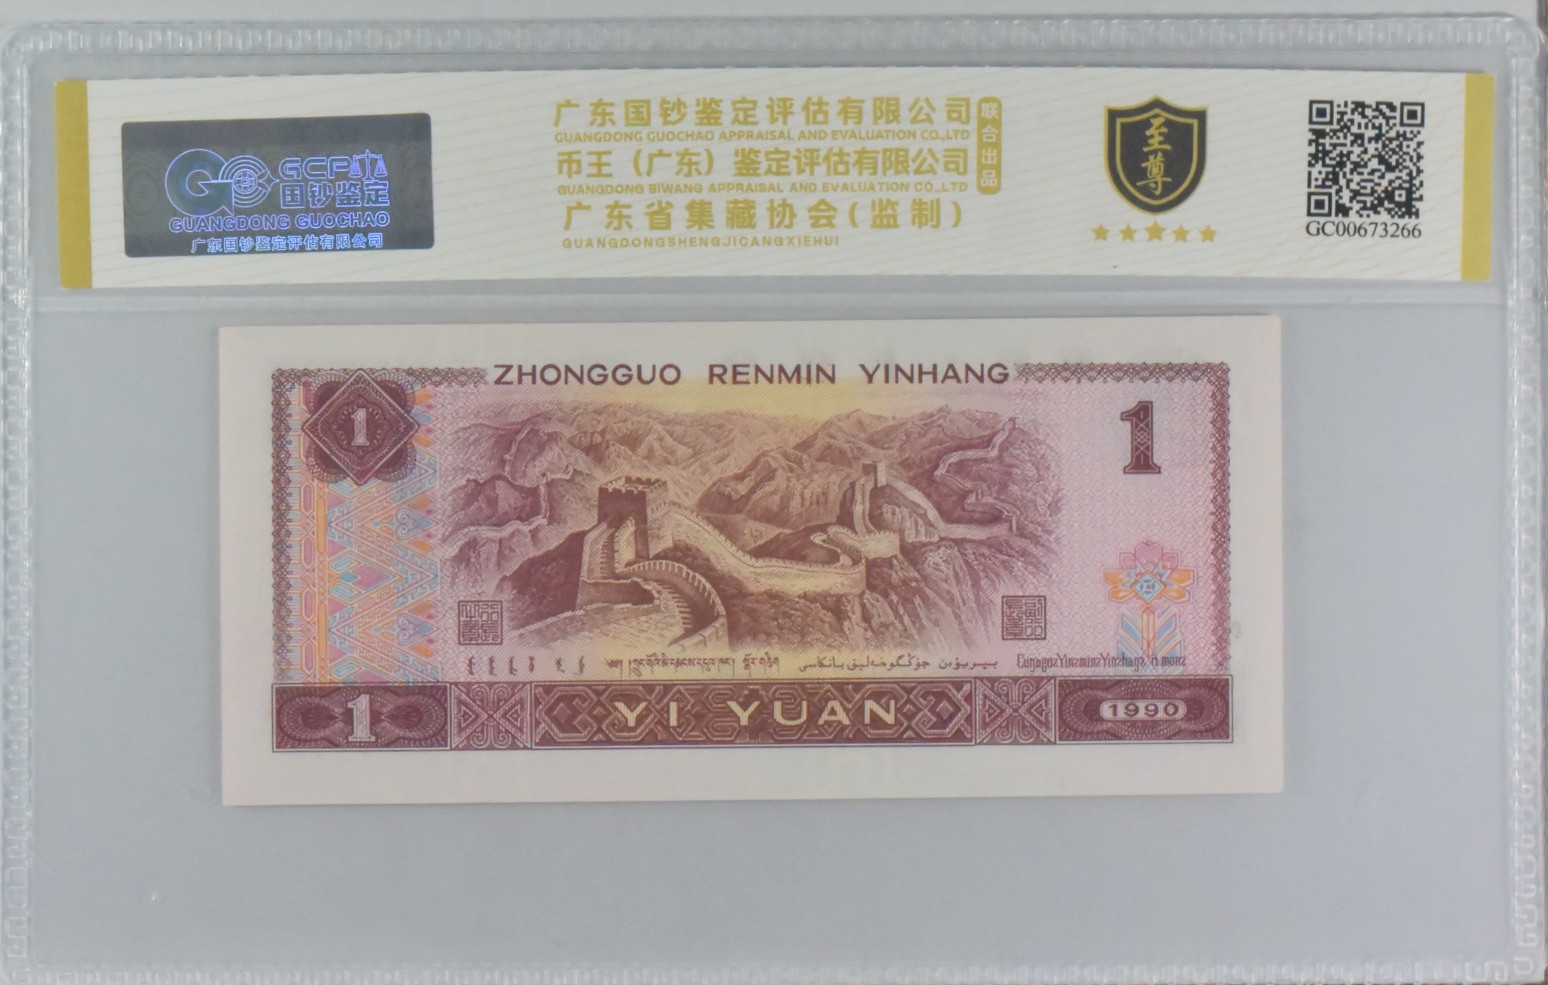 GCP
国钞鉴定
GUANGDONG GUOCHAO
广东国钞鉴定评估有限公司
广东国钞鉴定评估有限公司
GUANGDONG GUOCHAO APPRAISAL AND EVALUATION CO.,LTD
币王（广东）鉴定评估有限公司
GUANGDONG BIWANG APPRAISAL AND EVALUATION CO.,LTD
广东省集藏协会(监制)
GUANGDONGSHENGJICANGXIEHUI
联合出品
至尊
GC00673266
ZHONGGUO RENMIN YINHANG
1
1
1
YI YUAN
1990